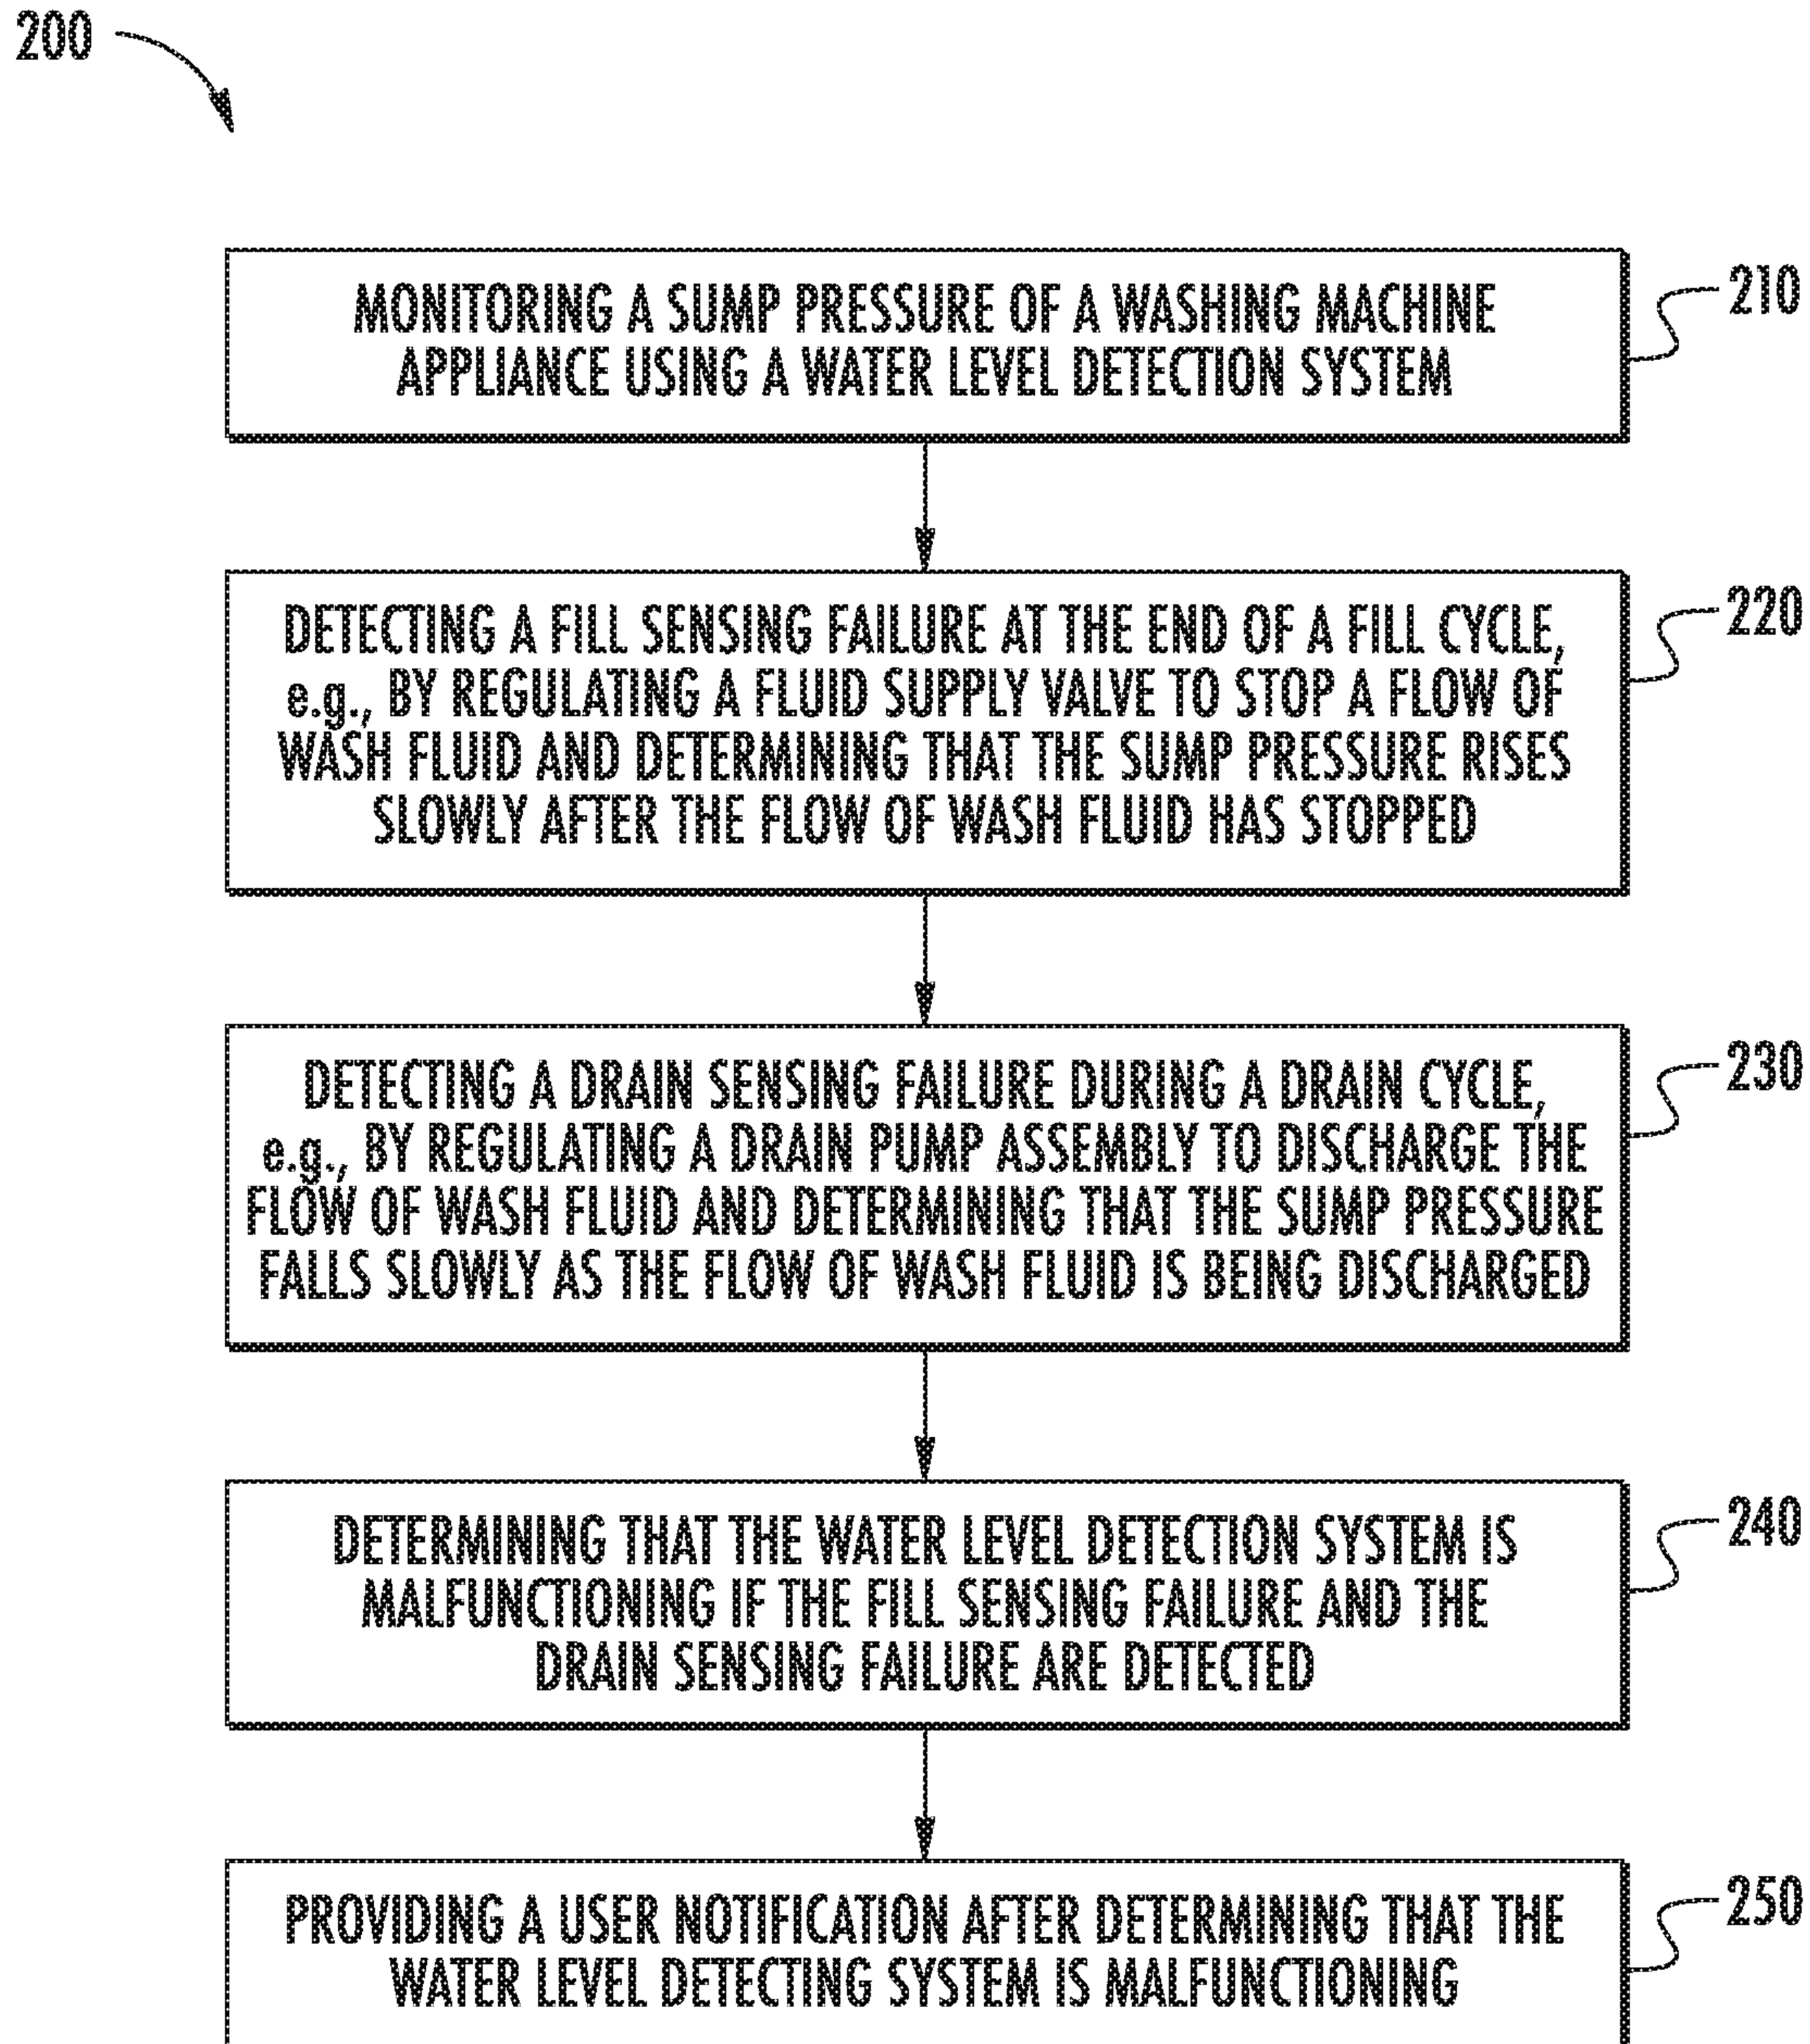 200
MONITORING A SUMP PRESSURE OF A WASHING MACHINE
APPLIANCE USING A WATER LEVEL DETECTION SYSTEM
210
DETECTING A FILL SENSING FAILURE AT THE END OF A FILL CYCLE,
e.g., BY REGULATING A FLUID SUPPLY VALVE TO STOP A FLOW OF
WASH FLUID AND DETERMINING THAT THE SUMP PRESSURE RISES
SLOWLY AFTER THE FLOW OF WASH FLUID HAS STOPPED
220
DETECTING A DRAIN SENSING FAILURE DURING A DRAIN CYCLE,
e.g., BY REGULATING A DRAIN PUMP ASSEMBLY TO DISCHARGE THE
FLOW OF WASH FLUID AND DETERMINING THAT THE SUMP PRESSURE
FALLS SLOWLY AS THE FLOW OF WASH FLUID IS BEING DISCHARGED
230
DETERMINING THAT THE WATER LEVEL DETECTION SYSTEM IS
MALFUNCTIONING IF THE FILL SENSING FAILURE AND THE
DRAIN SENSING FAILURE ARE DETECTED
240
PROVIDING A USER NOTIFICATION AFTER DETERMINING THAT THE
WATER LEVEL DETECTING SYSTEM IS MALFUNCTIONING
250